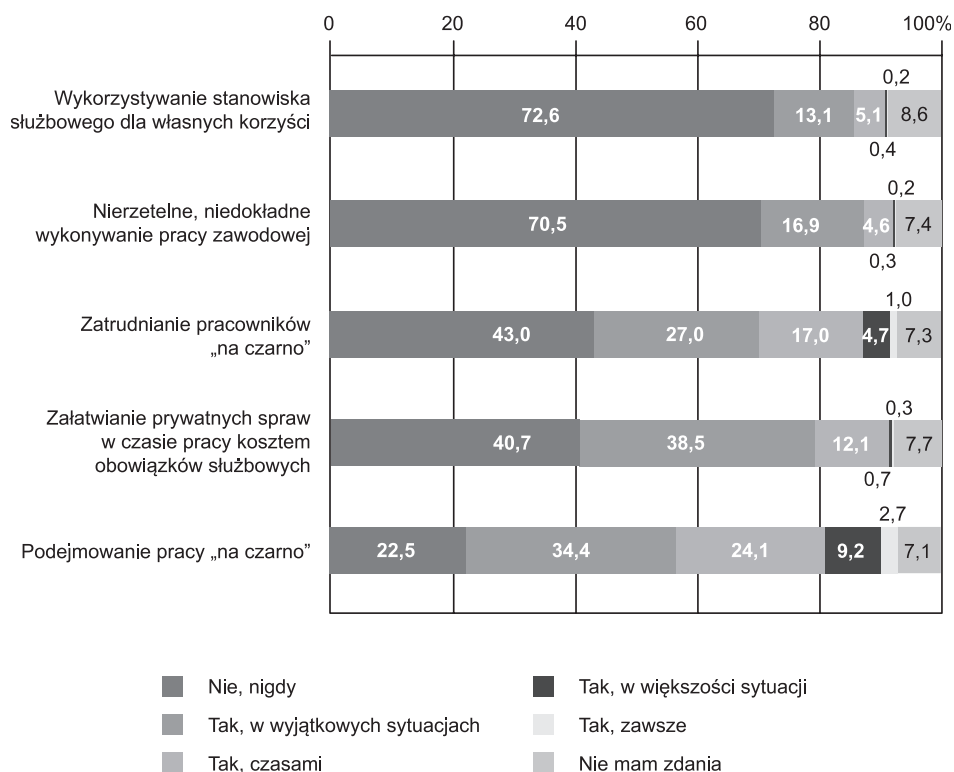 0 20 40 60 80 100%
0,2
Wykorzystywanie stanowiska
służbowego dla własnych korzyści
72,6 13,1 5,1 8,6
0,4
0,2
Nierzetelne, niedokładne
wykonywanie pracy zawodowej
70,5 16,9 4,6 7,4
0,3
1,0
Zatrudnianie pracowników
„na czarno”
43,0 27,0 17,0 4,7 7,3
0,3
Załatwianie prywatnych spraw
w czasie pracy kosztem
obowiązków służbowych
40,7 38,5 12,1 7,7
0,7
2,7
Podejmowanie pracy „na czarno”
22,5 34,4 24,1 9,2 7,1
Nie, nigdy
Tak, w wyjątkowych sytuacjach
Tak, czasami
Tak, w większości sytuacji
Tak, zawsze
Nie mam zdania